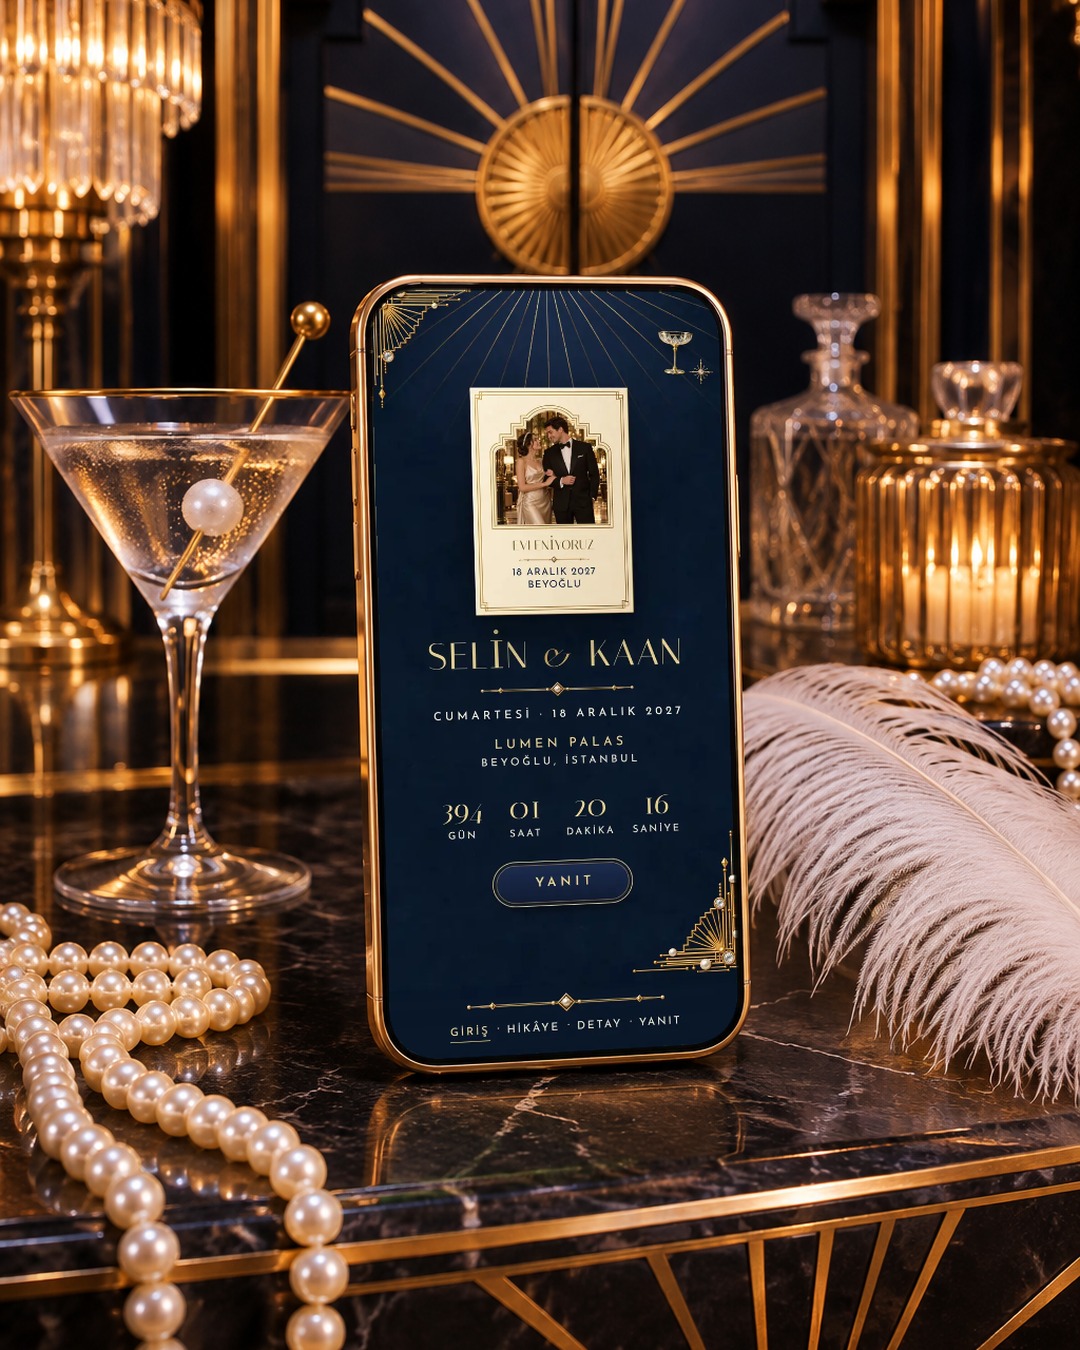 EVLENİYORUZ
18 ARALIK 2027
BEYOĞLU
SELİN & KAAN
CUMARTESİ · 18 ARALIK 2027
LUMEN PALAS
BEYOĞLU, İSTANBUL
394 01 20 16
GÜN SAAT DAKİKA SANİYE
YANIT
GİRİŞ · HİKÂYE · DETAY · YANIT